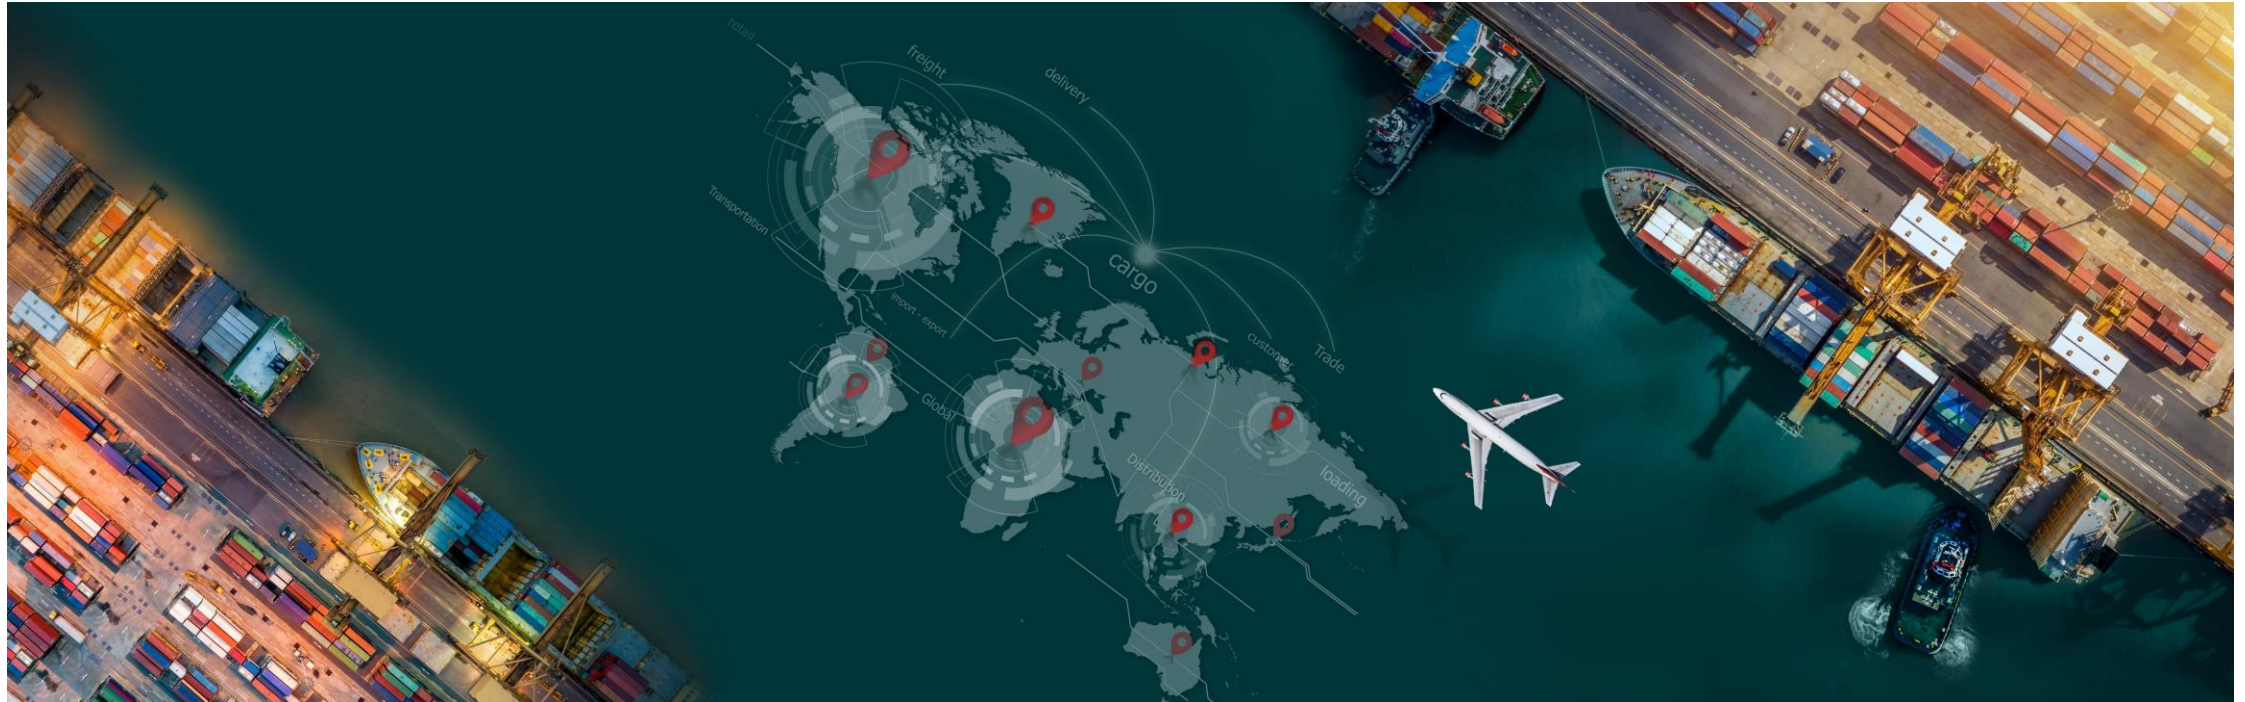 retail
freight
delivery
Transportation
cargo
import - export
customer
Trade
Global
Distribution
loading